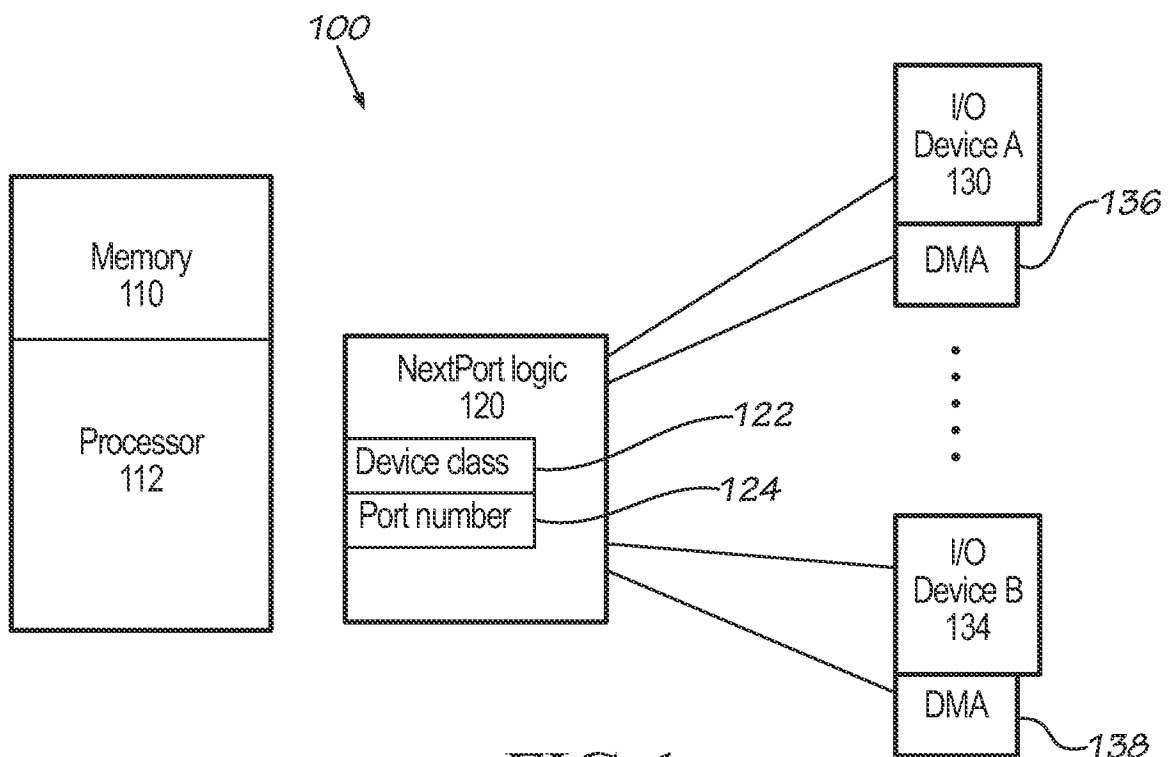 100
I/O
Device A
130
136
DMA
Memory
110
NextPort logic
120
122
Device class
Processor
112
124
Port number
I/O
Device B
134
DMA
138